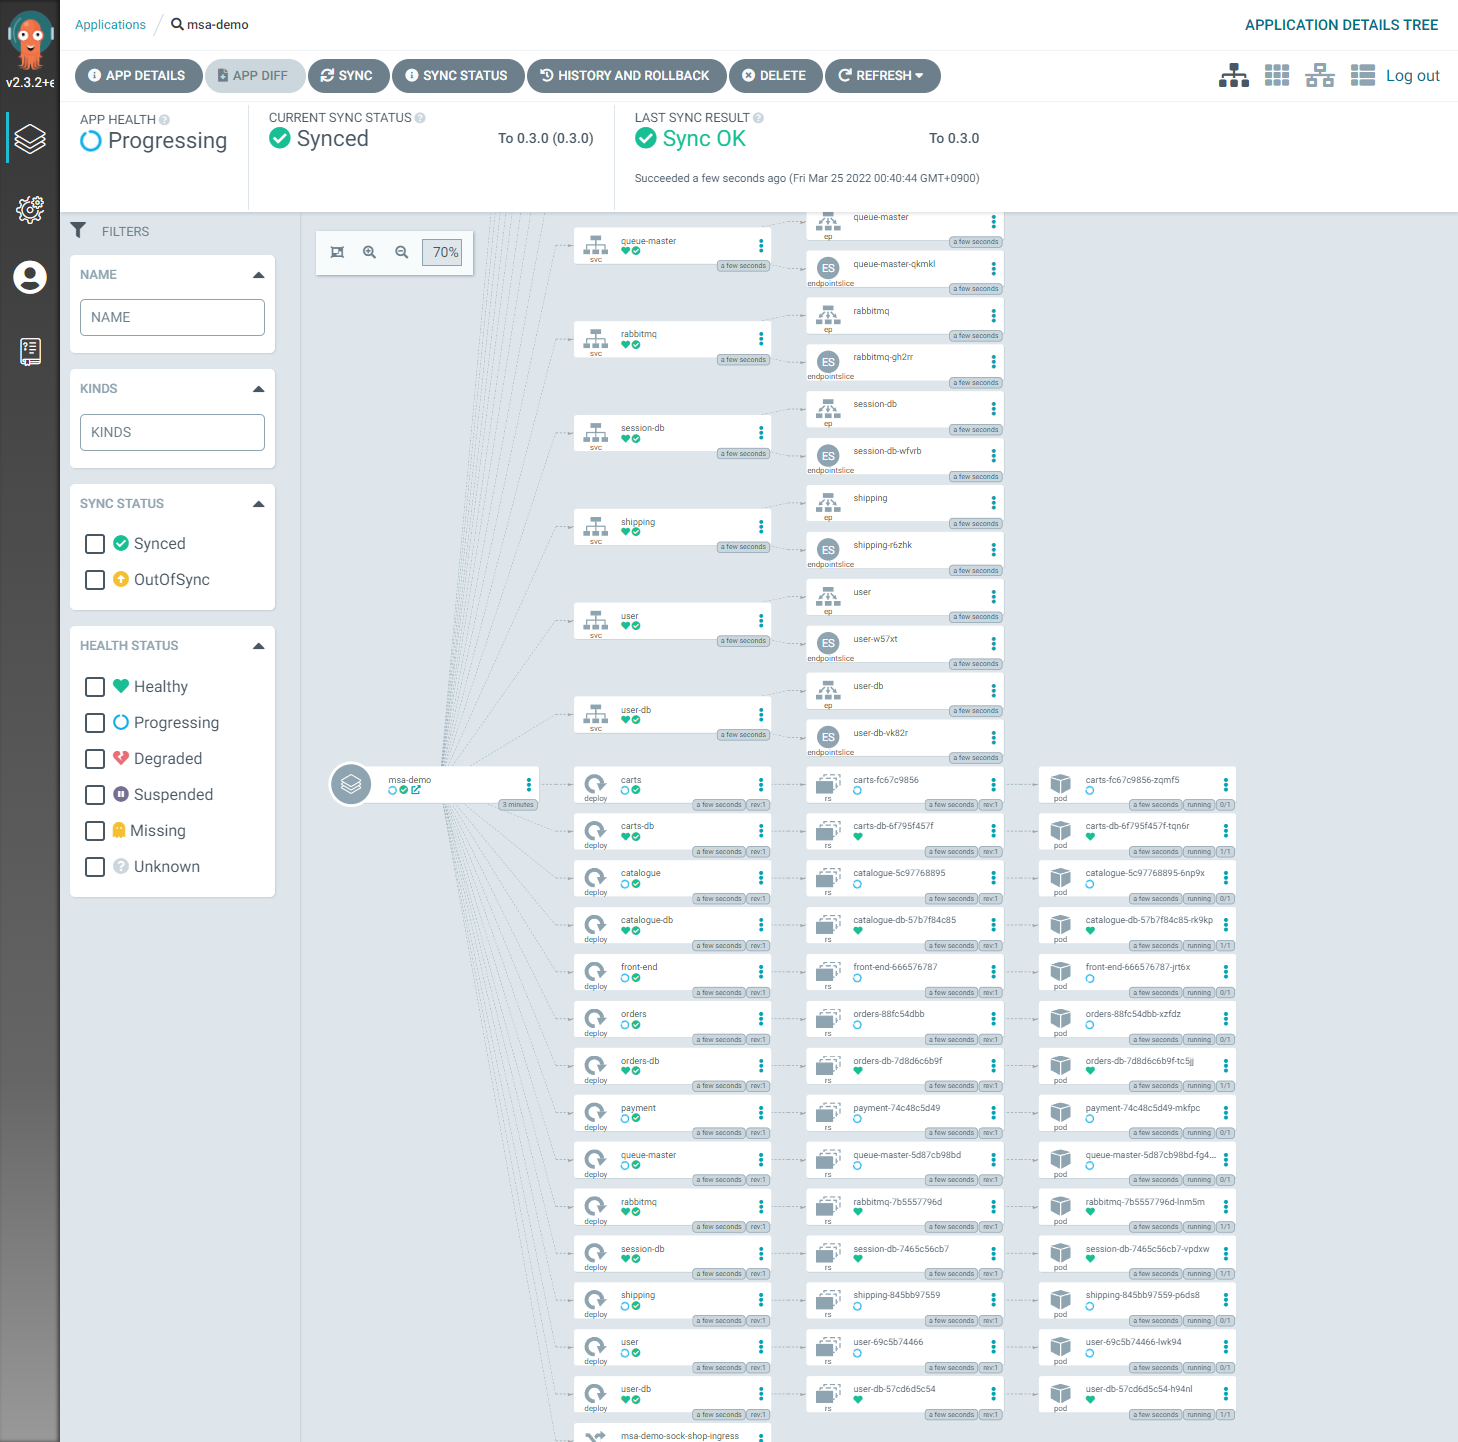 Applications
msa-demo
APPLICATION DETAILS TREE
v2.3.2+e
APP DETAILS
APP DIFF
SYNC
SYNC STATUS
HISTORY AND ROLLBACK
DELETE
REFRESH
Log out
APP HEALTH
Progressing
CURRENT SYNC STATUS
Synced
To 0.3.0 (0.3.0)
LAST SYNC RESULT
Sync OK
To 0.3.0
Succeeded a few seconds ago (Fri Mar 25 2022 00:40:44 GMT+0900)
FILTERS
NAME
NAME
KINDS
KINDS
SYNC STATUS
Synced
OutOfSync
HEALTH STATUS
Healthy
Progressing
Degraded
Suspended
Missing
Unknown
70%
queue-master
svc
a few seconds
queue-master
ep
a few seconds
ES
queue-master-qkmkl
endpointslice
a few seconds
rabbitmq
svc
a few seconds
rabbitmq
ep
a few seconds
ES
rabbitmq-gh2rr
endpointslice
a few seconds
session-db
svc
a few seconds
session-db
ep
a few seconds
ES
session-db-wfvrb
endpointslice
a few seconds
shipping
svc
a few seconds
shipping
ep
a few seconds
ES
shipping-r6zhk
endpointslice
a few seconds
user
svc
a few seconds
user
ep
a few seconds
ES
user-w57xt
endpointslice
a few seconds
user-db
svc
a few seconds
user-db
ep
a few seconds
ES
user-db-vk82r
endpointslice
a few seconds
msa-demo
3 minutes
carts
deploy
a few seconds rev:1
carts-fc67c9856
rs
a few seconds rev:1
carts-fc67c9856-zqmf5
pod
a few seconds running 0/1
carts-db
deploy
a few seconds rev:1
carts-db-6f795f457f
rs
a few seconds rev:1
carts-db-6f795f457f-tqn6r
pod
a few seconds running 1/1
catalogue
deploy
a few seconds rev:1
catalogue-5c97768895
rs
a few seconds rev:1
catalogue-5c97768895-6np9x
pod
a few seconds running 0/1
catalogue-db
deploy
a few seconds rev:1
catalogue-db-57b7f84c85
rs
a few seconds rev:1
catalogue-db-57b7f84c85-rk9kp
pod
a few seconds running 1/1
front-end
deploy
a few seconds rev:1
front-end-666576787
rs
a few seconds rev:1
front-end-666576787-jrt6x
pod
a few seconds running 0/1
orders
deploy
a few seconds rev:1
orders-88fc54dbb
rs
a few seconds rev:1
orders-88fc54dbb-xzfdz
pod
a few seconds running 0/1
orders-db
deploy
a few seconds rev:1
orders-db-7d8d6c6b9f
rs
a few seconds rev:1
orders-db-7d8d6c6b9f-tc5jj
pod
a few seconds running 1/1
payment
deploy
a few seconds rev:1
payment-74c48c5d49
rs
a few seconds rev:1
payment-74c48c5d49-mkfpc
pod
a few seconds running 0/1
queue-master
deploy
a few seconds rev:1
queue-master-5d87cb98bd
rs
a few seconds rev:1
queue-master-5d87cb98bd-fg4...
pod
a few seconds running 0/1
rabbitmq
deploy
a few seconds rev:1
rabbitmq-7b5557796d
rs
a few seconds rev:1
rabbitmq-7b5557796d-lnm5m
pod
a few seconds running 1/1
session-db
deploy
a few seconds rev:1
session-db-7465c56cb7
rs
a few seconds rev:1
session-db-7465c56cb7-vpdxw
pod
a few seconds running 1/1
shipping
deploy
a few seconds rev:1
shipping-845bb97559
rs
a few seconds rev:1
shipping-845bb97559-p6ds8
pod
a few seconds running 0/1
user
deploy
a few seconds rev:1
user-69c5b74466
rs
a few seconds rev:1
user-69c5b74466-lwk94
pod
a few seconds running 0/1
user-db
deploy
a few seconds rev:1
user-db-57cd6d5c54
rs
a few seconds rev:1
user-db-57cd6d5c54-h94nl
pod
a few seconds running 1/1
msa-demo-sock-shop-ingress